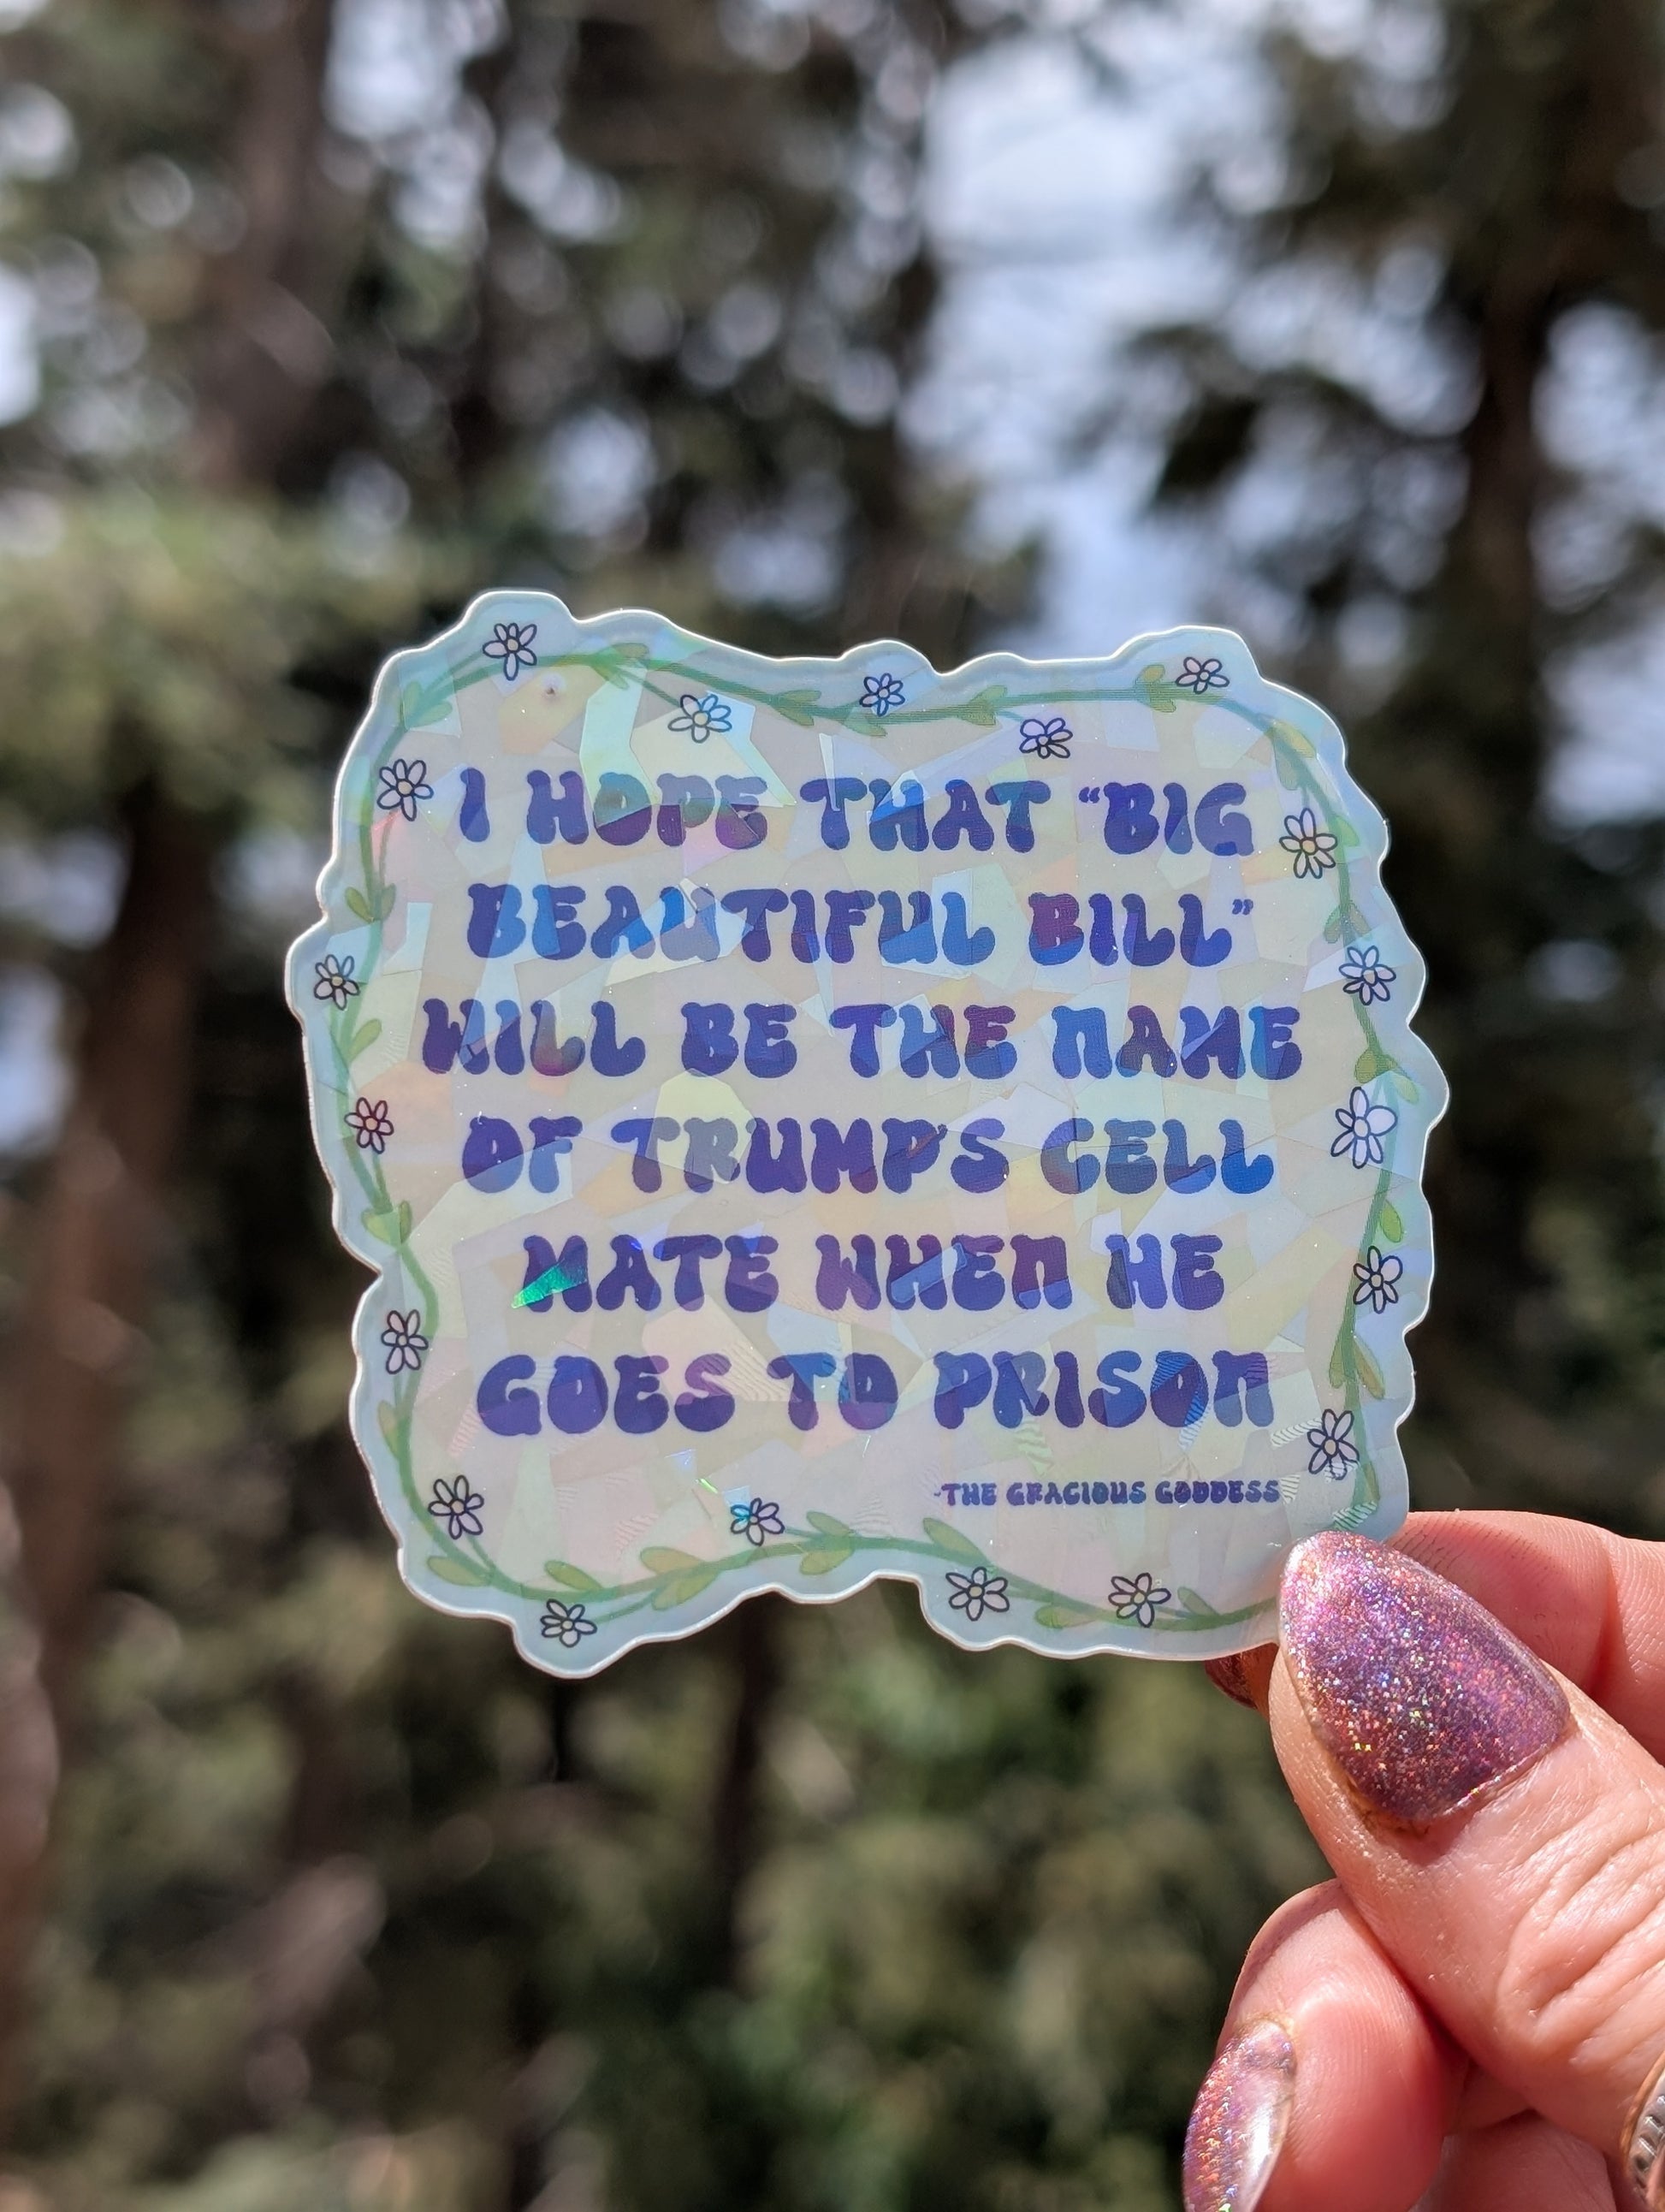 I HOPE THAT “BIG
BEAUTIFUL BILL”
WILL BE THE NAME
OF TRUMP'S CELL
MATE WHEN HE
GOES TO PRISON
-THE GRACIOUS GODDESS